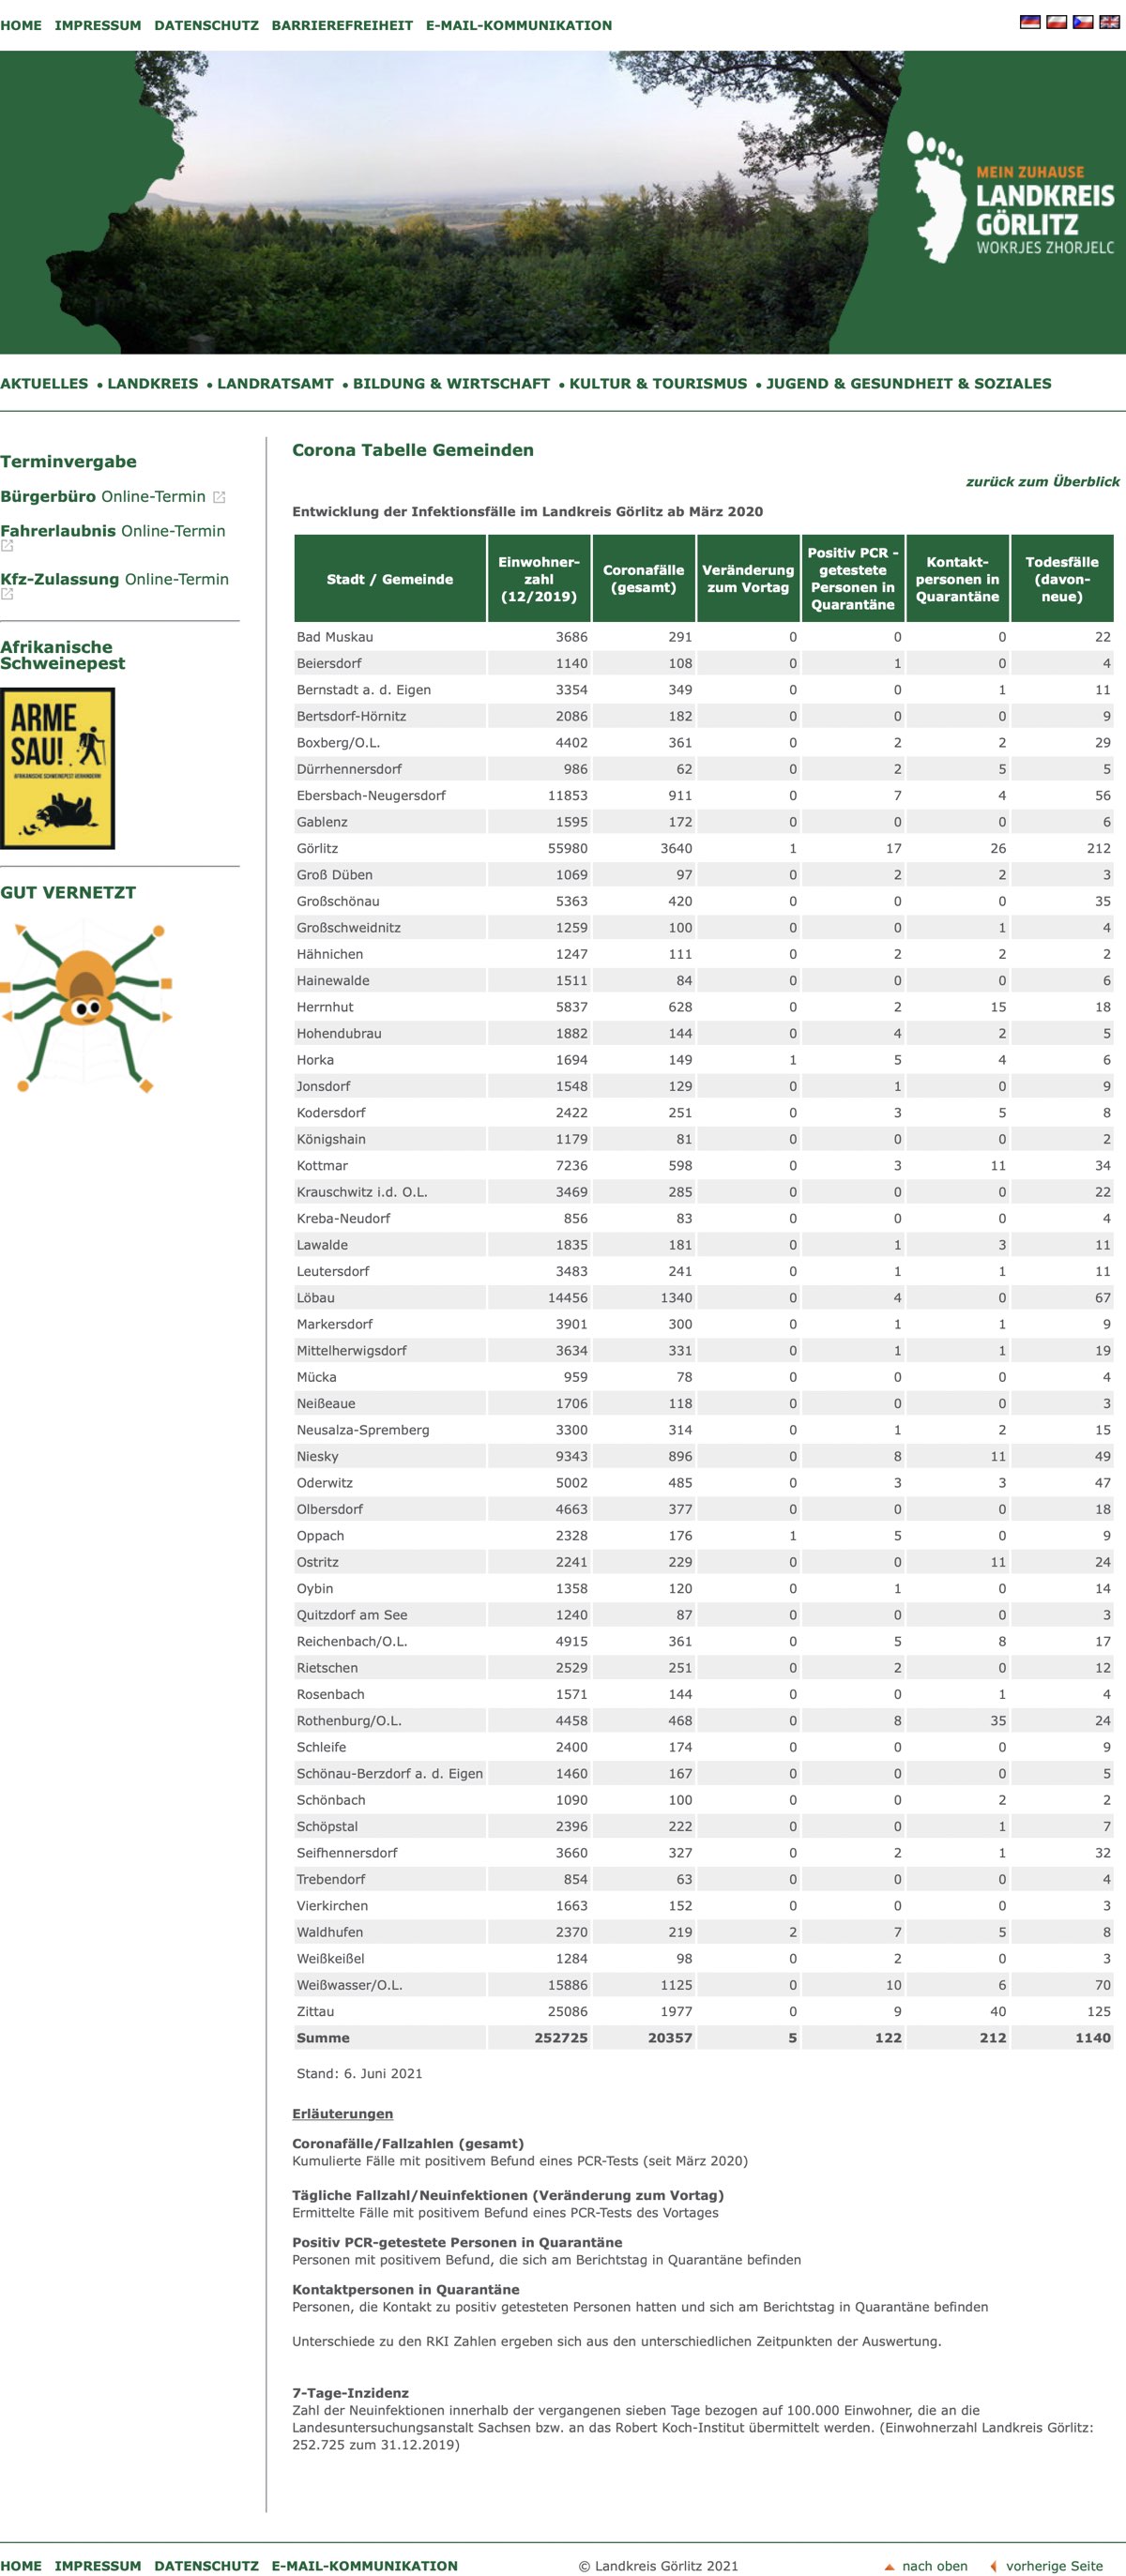 HOME IMPRESSUM DATENSCHUTZ BARRIEREFREIHEIT E-MAIL-KOMMUNIKATION
MEIN ZUHAUSE
LANDKREIS
GÖRLITZ
WOKRJES ZHORJELC
AKTUELLES • LANDKREIS • LANDRATSAMT • BILDUNG & WIRTSCHAFT • KULTUR & TOURISMUS • JUGEND & GESUNDHEIT & SOZIALES
Terminvergabe
Bürgerbüro Online-Termin
Fahrerlaubnis Online-Termin
Kfz-Zulassung Online-Termin
Afrikanische
Schweinepest
ARME
SAU!
AFRIKANISCHE SCHWEINEPEST VERHINDERN!
GUT VERNETZT
Corona Tabelle Gemeinden
zurück zum Überblick
Entwicklung der Infektionsfälle im Landkreis Görlitz ab März 2020
Stadt / Gemeinde
Einwohner-
zahl
(12/2019)
Coronafälle
(gesamt)
Veränderung
zum Vortag
Positiv PCR -
getestete
Personen in
Quarantäne
Kontakt-
personen in
Quarantäne
Todesfälle
(davon-
neue)
Bad Muskau 3686 291 0 0 0 22
Beiersdorf 1140 108 0 1 0 4
Bernstadt a. d. Eigen 3354 349 0 0 1 11
Bertsdorf-Hörnitz 2086 182 0 0 0 9
Boxberg/O.L. 4402 361 0 2 2 29
Dürrhennersdorf 986 62 0 2 5 5
Ebersbach-Neugersdorf 11853 911 0 7 4 56
Gablenz 1595 172 0 0 0 6
Görlitz 55980 3640 1 17 26 212
Groß Düben 1069 97 0 2 2 3
Großschönau 5363 420 0 0 0 35
Großschweidnitz 1259 100 0 0 1 4
Hähnichen 1247 111 0 2 2 2
Hainewalde 1511 84 0 0 0 6
Herrnhut 5837 628 0 2 15 18
Hohendubrau 1882 144 0 4 2 5
Horka 1694 149 1 5 4 6
Jonsdorf 1548 129 0 1 0 9
Kodersdorf 2422 251 0 3 5 8
Königshain 1179 81 0 0 0 2
Kottmar 7236 598 0 3 11 34
Krauschwitz i.d. O.L. 3469 285 0 0 0 22
Kreba-Neudorf 856 83 0 0 0 4
Lawalde 1835 181 0 1 3 11
Leutersdorf 3483 241 0 1 1 11
Löbau 14456 1340 0 4 0 67
Markersdorf 3901 300 0 1 1 9
Mittelherwigsdorf 3634 331 0 1 1 19
Mücka 959 78 0 0 0 4
Neißeaue 1706 118 0 0 0 3
Neusalza-Spremberg 3300 314 0 1 2 15
Niesky 9343 896 0 8 11 49
Oderwitz 5002 485 0 3 3 47
Olbersdorf 4663 377 0 0 0 18
Oppach 2328 176 1 5 0 9
Ostritz 2241 229 0 0 11 24
Oybin 1358 120 0 1 0 14
Quitzdorf am See 1240 87 0 0 0 3
Reichenbach/O.L. 4915 361 0 5 8 17
Rietschen 2529 251 0 2 0 12
Rosenbach 1571 144 0 0 1 4
Rothenburg/O.L. 4458 468 0 8 35 24
Schleife 2400 174 0 0 0 9
Schönau-Berzdorf a. d. Eigen 1460 167 0 0 0 5
Schönbach 1090 100 0 0 2 2
Schöpstal 2396 222 0 0 1 7
Seifhennersdorf 3660 327 0 2 1 32
Trebendorf 854 63 0 0 0 4
Vierkirchen 1663 152 0 0 0 3
Waldhufen 2370 219 2 7 5 8
Weißkeißel 1284 98 0 2 0 3
Weißwasser/O.L. 15886 1125 0 10 6 70
Zittau 25086 1977 0 9 40 125
Summe 252725 20357 5 122 212 1140
Stand: 6. Juni 2021
Erläuterungen
Coronafälle/Fallzahlen (gesamt)
Kumulierte Fälle mit positivem Befund eines PCR-Tests (seit März 2020)
Tägliche Fallzahl/Neuinfektionen (Veränderung zum Vortag)
Ermittelte Fälle mit positivem Befund eines PCR-Tests des Vortages
Positiv PCR-getestete Personen in Quarantäne
Personen mit positivem Befund, die sich am Berichtstag in Quarantäne befinden
Kontaktpersonen in Quarantäne
Personen, die Kontakt zu positiv getesteten Personen hatten und sich am Berichtstag in Quarantäne befinden
Unterschiede zu den RKI Zahlen ergeben sich aus den unterschiedlichen Zeitpunkten der Auswertung.
7-Tage-Inzidenz
Zahl der Neuinfektionen innerhalb der vergangenen sieben Tage bezogen auf 100.000 Einwohner, die an die
Landesuntersuchungsanstalt Sachsen bzw. an das Robert Koch-Institut übermittelt werden. (Einwohnerzahl Landkreis Görlitz:
252.725 zum 31.12.2019)
HOME IMPRESSUM DATENSCHUTZ E-MAIL-KOMMUNIKATION
© Landkreis Görlitz 2021
nach oben vorherige Seite